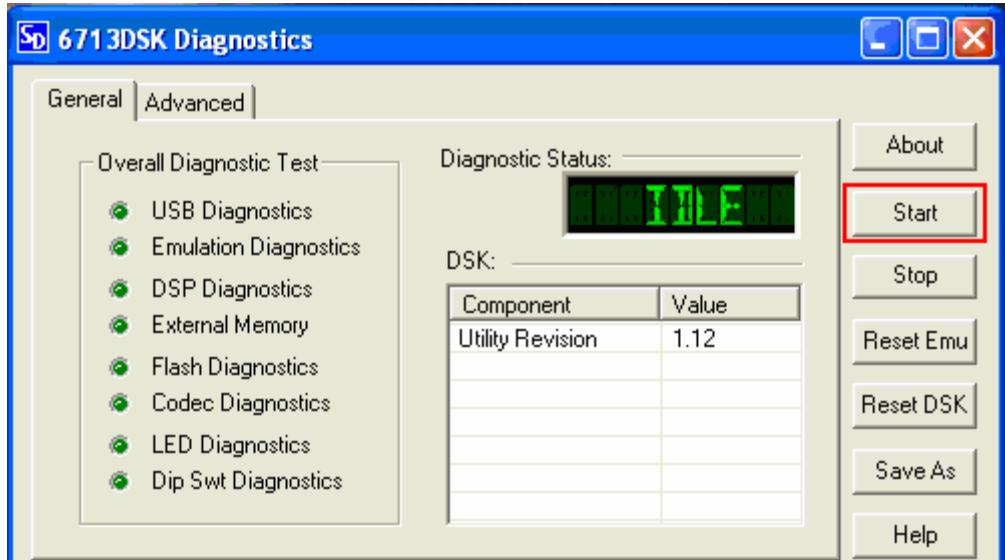 SD 6713DSK Diagnostics
General Advanced
Overall Diagnostic Test
USB Diagnostics
Emulation Diagnostics
DSP Diagnostics
External Memory
Flash Diagnostics
Codec Diagnostics
LED Diagnostics
Dip Swt Diagnostics
Diagnostic Status:
IDLE
DSK:
Component Value
Utility Revision 1.12
About
Start
Stop
Reset Emu
Reset DSK
Save As
Help